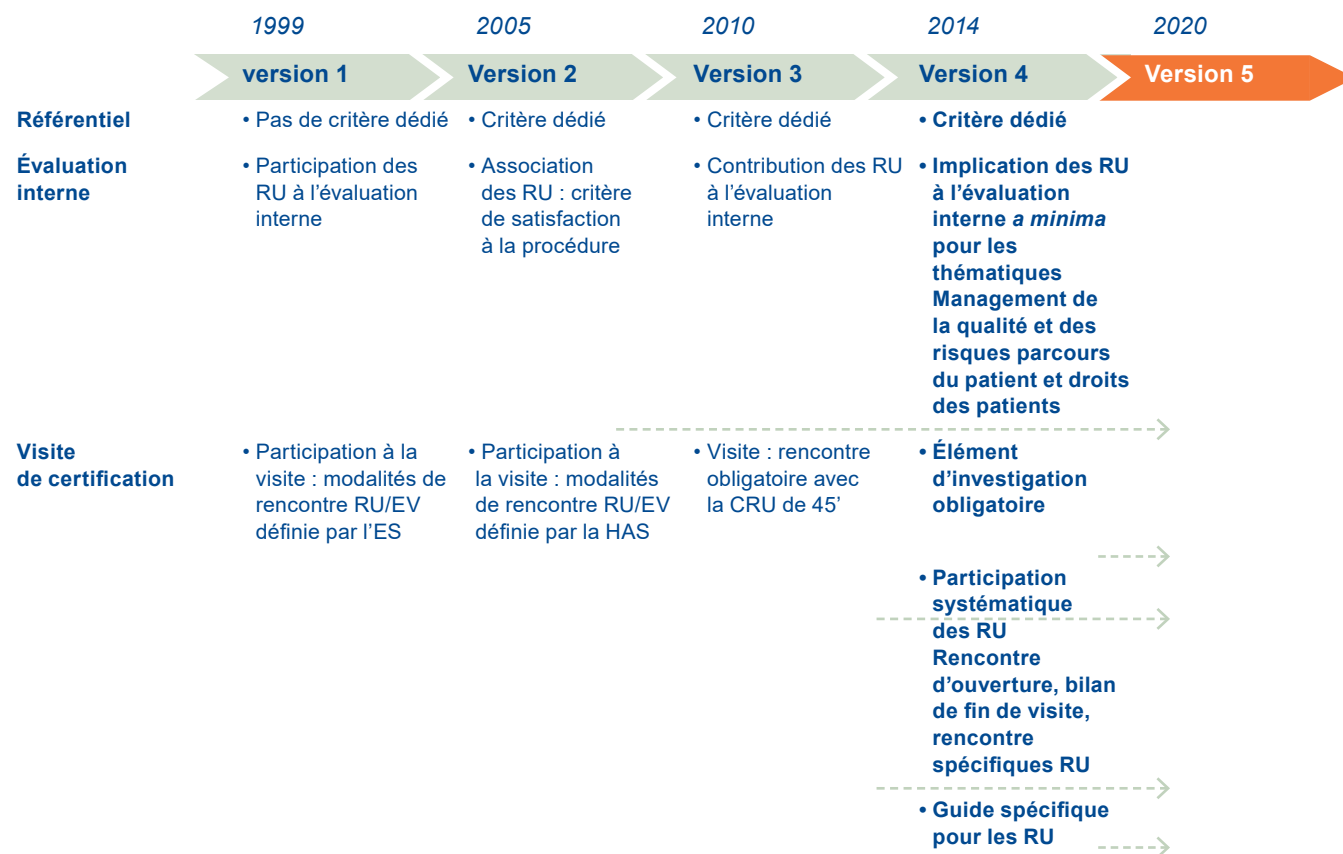 1999 2005 2010 2014 2020
version 1 Version 2 Version 3 Version 4 Version 5
Référentiel
• Pas de critère dédié
• Critère dédié
• Critère dédié
• Critère dédié
Évaluation
interne
• Participation des
RU à l’évaluation
interne
• Association
des RU : critère
de satisfaction
à la procédure
• Contribution des RU
à l’évaluation
interne
• Implication des RU
à l’évaluation
interne a minima
pour les
thématiques
Management de
la qualité et des
risques parcours
du patient et droits
des patients
Visite
de certification
• Participation à la
visite : modalités de
rencontre RU/EV
définie par l’ES
• Participation à
la visite : modalités
de rencontre RU/EV
définie par la HAS
• Visite : rencontre
obligatoire avec
la CRU de 45’
• Élément
d’investigation
obligatoire
• Participation
systématique
des RU
Rencontre
d’ouverture, bilan
de fin de visite,
rencontre
spécifiques RU
• Guide spécifique
pour les RU